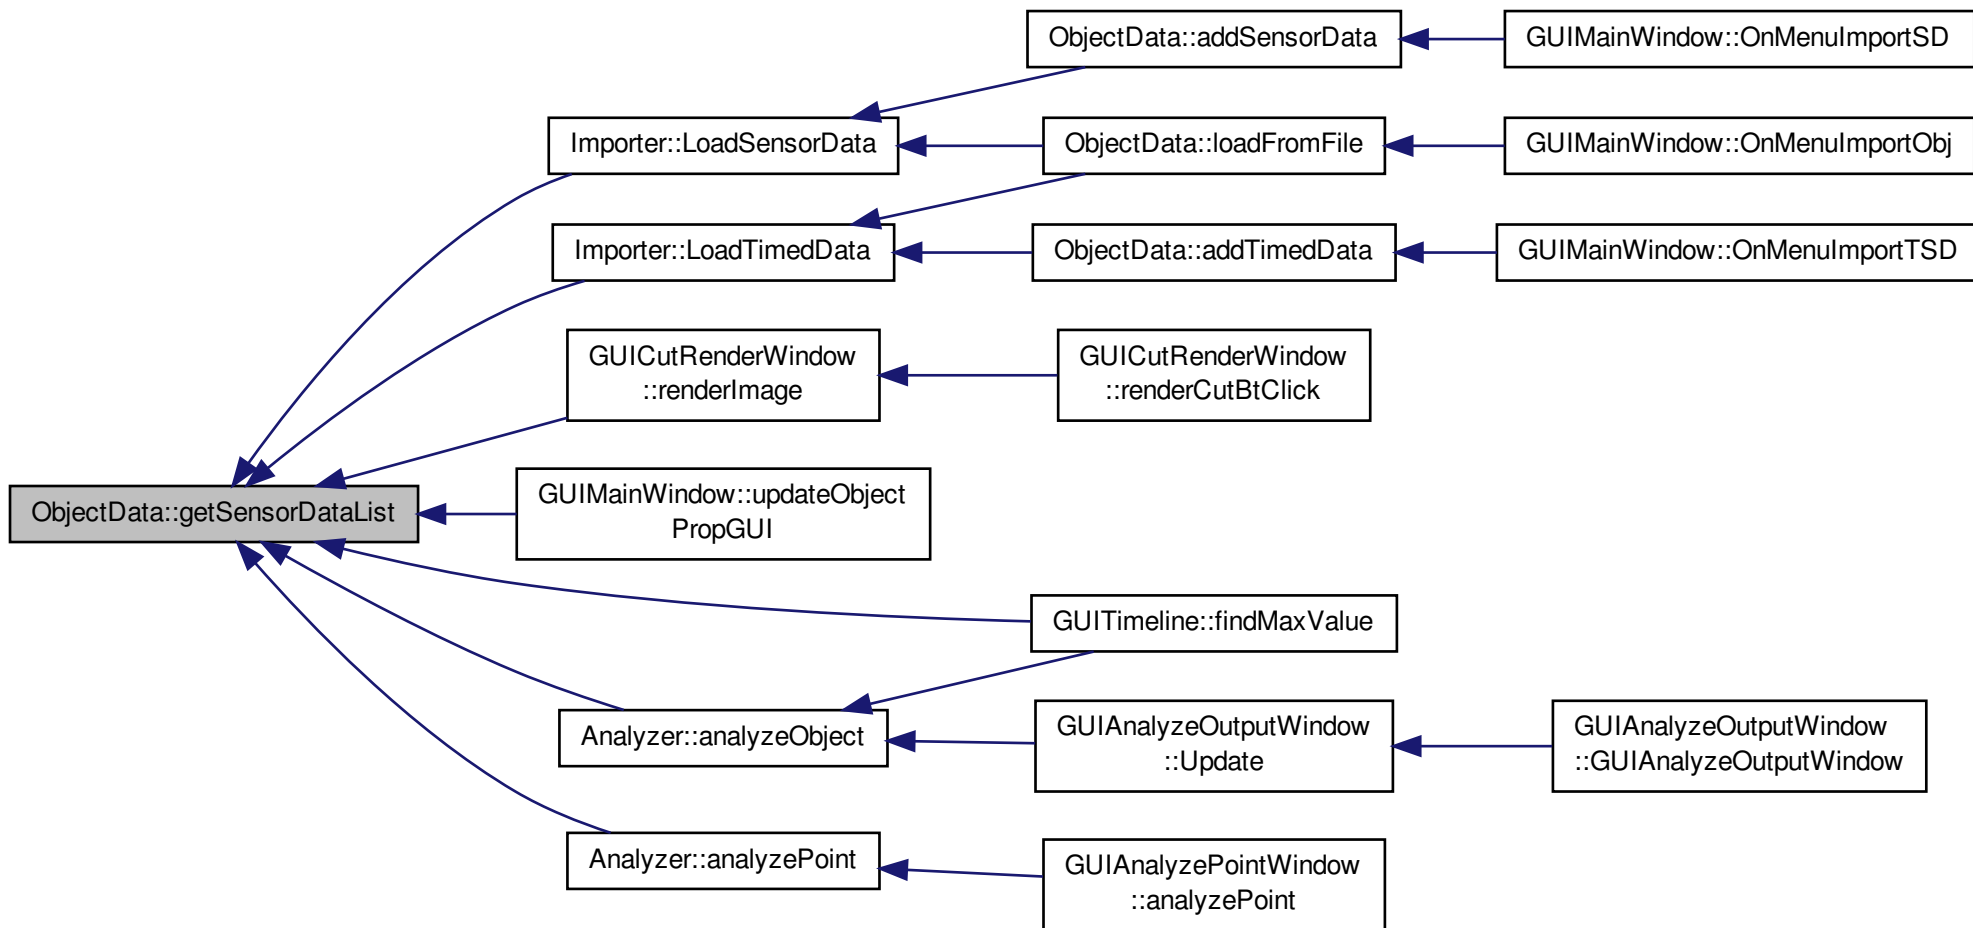 ObjectData::addSensorData
GUIMainWindow::OnMenuImportSD
Importer::LoadSensorData
ObjectData::loadFromFile
GUIMainWindow::OnMenuImportObj
Importer::LoadTimedData
ObjectData::addTimedData
GUIMainWindow::OnMenuImportTSD
GUICutRenderWindow
::renderImage
GUICutRenderWindow
::renderCutBtClick
ObjectData::getSensorDataList
GUIMainWindow::updateObject
PropGUI
GUITimeline::findMaxValue
Analyzer::analyzeObject
GUIAnalyzeOutputWindow
::Update
GUIAnalyzeOutputWindow
::GUIAnalyzeOutputWindow
Analyzer::analyzePoint
GUIAnalyzePointWindow
::analyzePoint